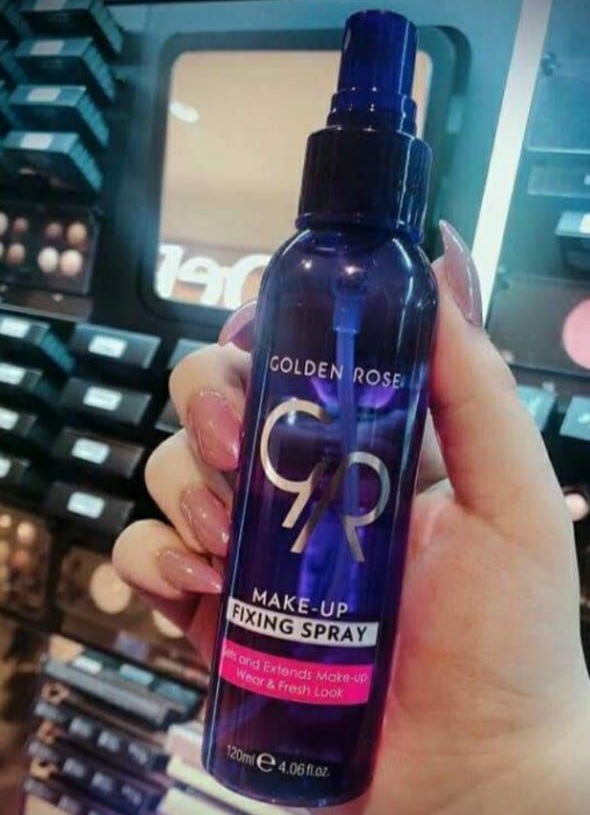 GOLDEN ROSE
GR
MAKE-UP
FIXING SPRAY
Sets and Extends Make-up
Wear & Fresh Look
120ml e 4.06fl.oz.